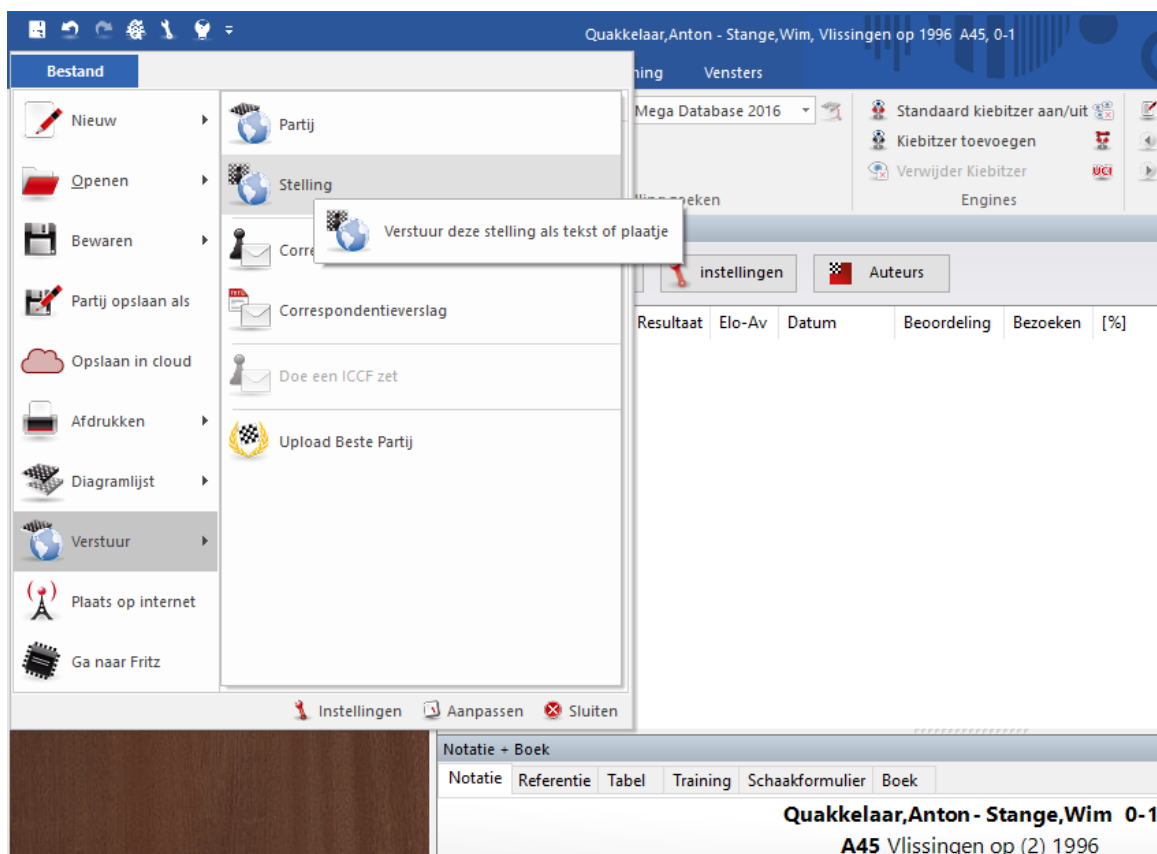 Quakkelaar,Anton - Stange,Wim, Vlissingen op 1996 A45, 0-1
Bestand
Vensters
Nieuw
Openen
Bewaren
Partij opslaan als
Opslaan in cloud
Afdrukken
Diagramlijst
Verstuur
Plaats op internet
Ga naar Fritz
Partij
Stelling
Verstuur deze stelling als tekst of plaatje
Corre
Correspondentieverslag
Doe een ICCF zet
Upload Beste Partij
Instellingen Aanpassen Sluiten
Mega Database 2016
Standaard kiebitzer aan/uit
Kiebitzer toevoegen
Verwijder Kiebitzer
UCI
Engines
instellingen Auteurs
Resultaat Elo-Av Datum Beoordeling Bezoeken [%]
Notatie + Boek
Notatie Referentie Tabel Training Schaakformulier Boek
Quakkelaar,Anton - Stange,Wim 0-1
A45 Vlissingen op (2) 1996